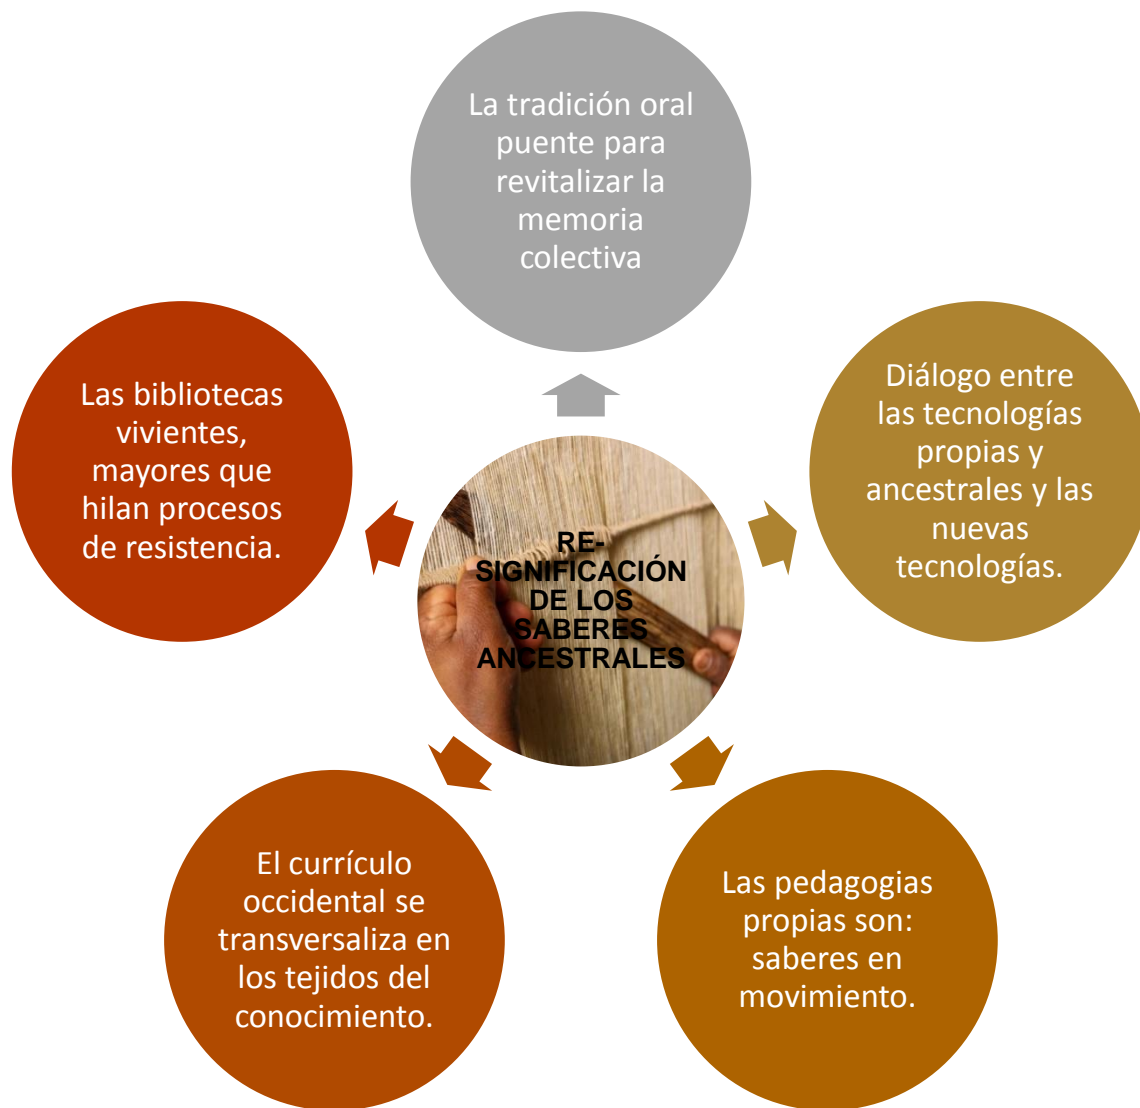 La tradición oral
puente para
revitalizar la
memoria
colectiva
Diálogo entre
las tecnologías
propias y
ancestrales y las
nuevas
tecnologías.
Las pedagogias
propias son:
saberes en
movimiento.
El currículo
occidental se
transversaliza en
los tejidos del
conocimiento.
Las bibliotecas
vivientes,
mayores que
hilan procesos
de resistencia.
RE-
SIGNIFICACIÓN
DE LOS
SABERES
ANCESTRALES